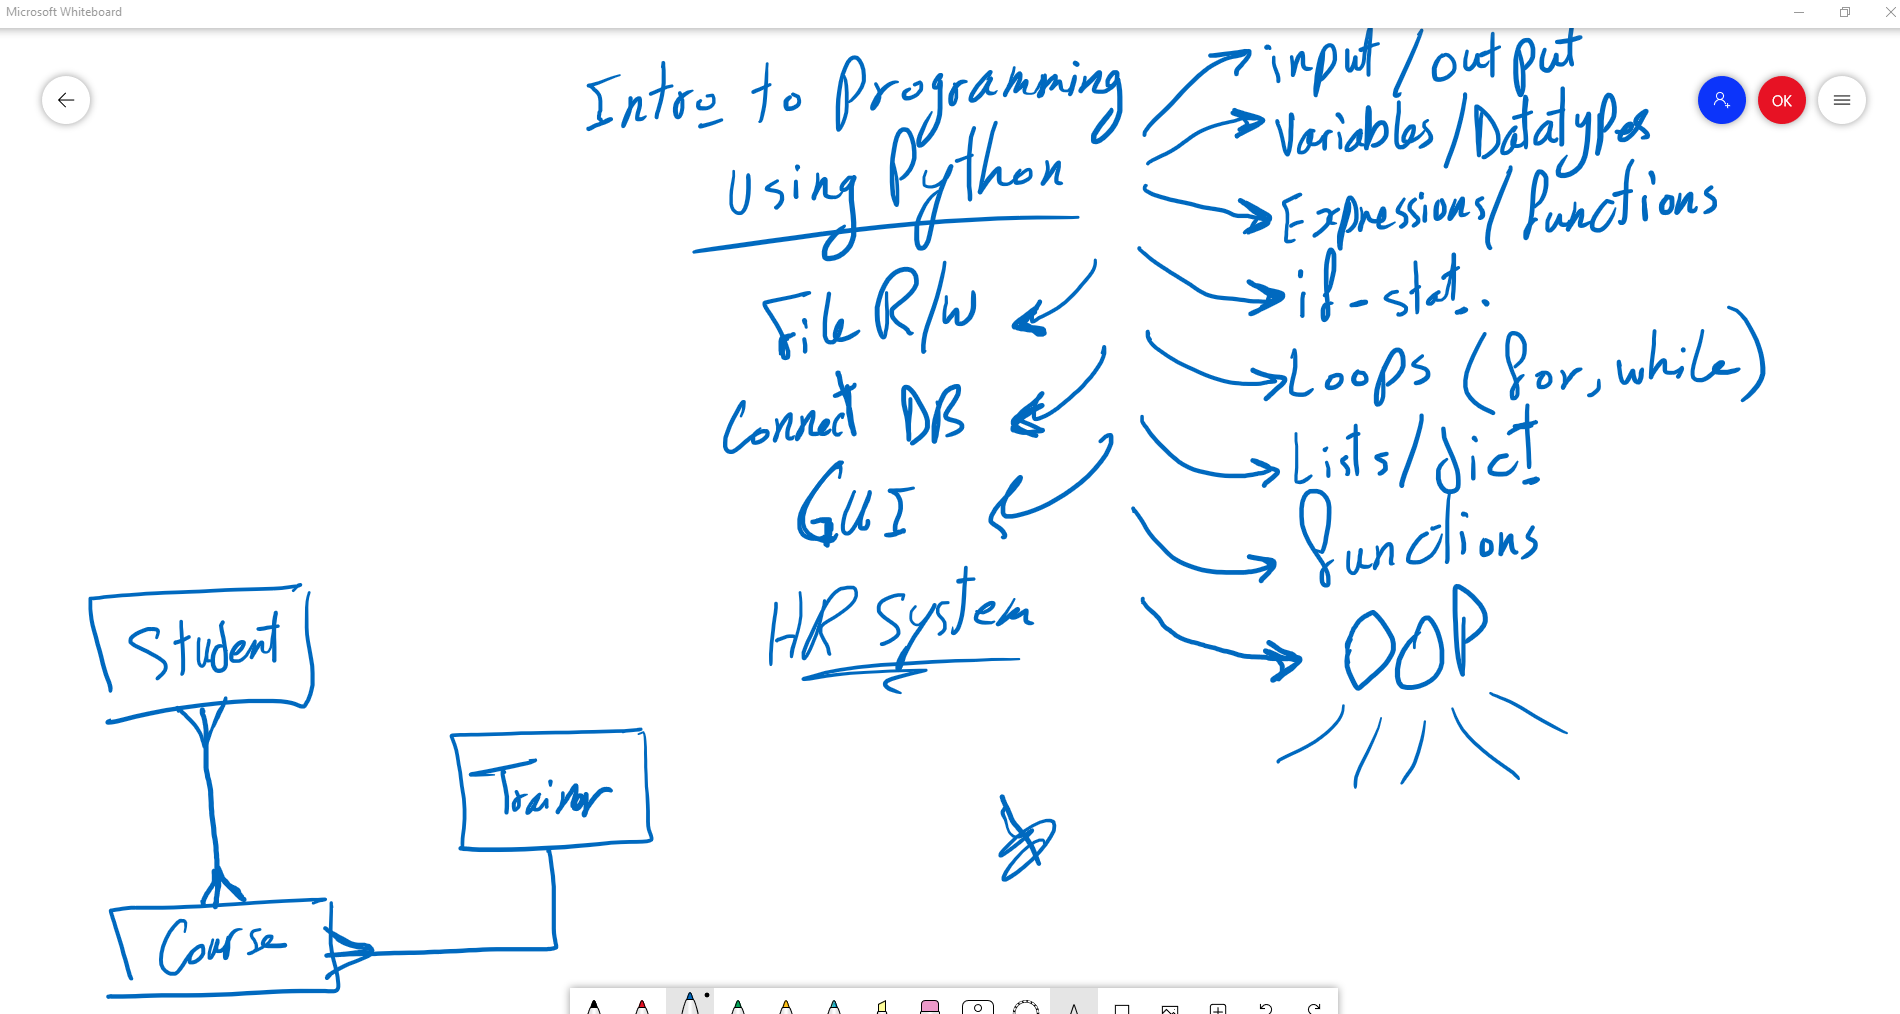 Microsoft Whiteboard
Intro to Programming
Using Python
File R/W
Connect DB
GUI
HR System
input / output
Variables / Datatypes
Expressions / functions
if - stat.
Loops (for, while)
Lists / dict
functions
OOP
OK
Student
Trainer
Course